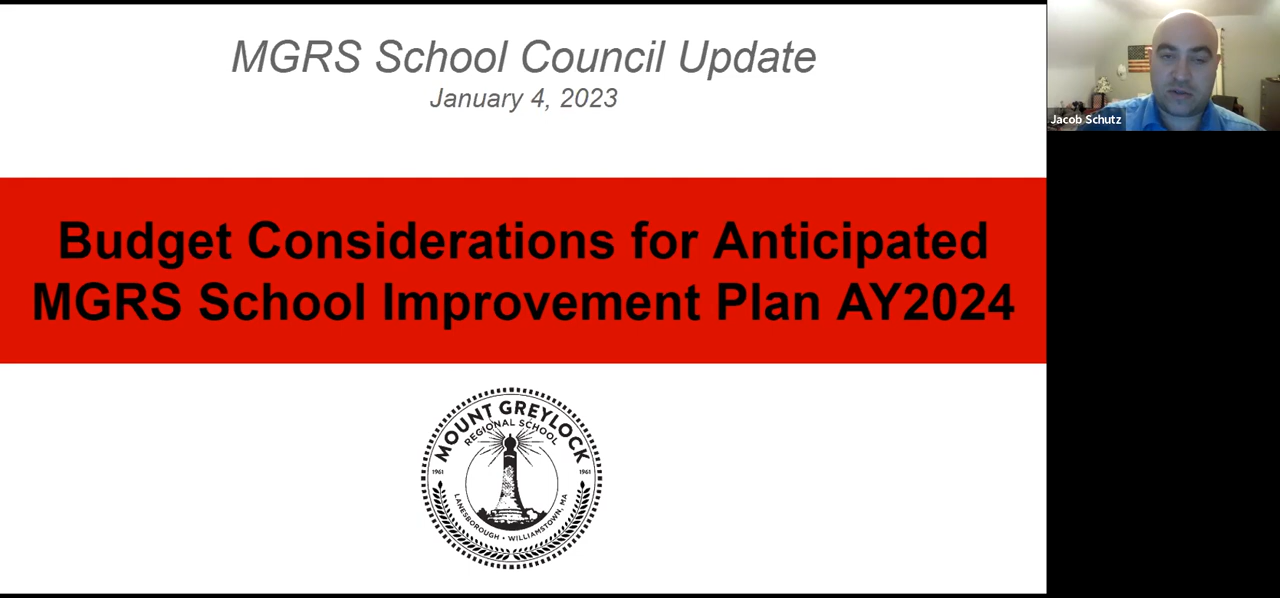 MGRS School Council Update
January 4, 2023
Budget Considerations for Anticipated
MGRS School Improvement Plan AY2024
MOUNT GREYLOCK
REGIONAL SCHOOL
1961
1961
LANESBOROUGH • WILLIAMSTOWN, MA
Jacob Schutz